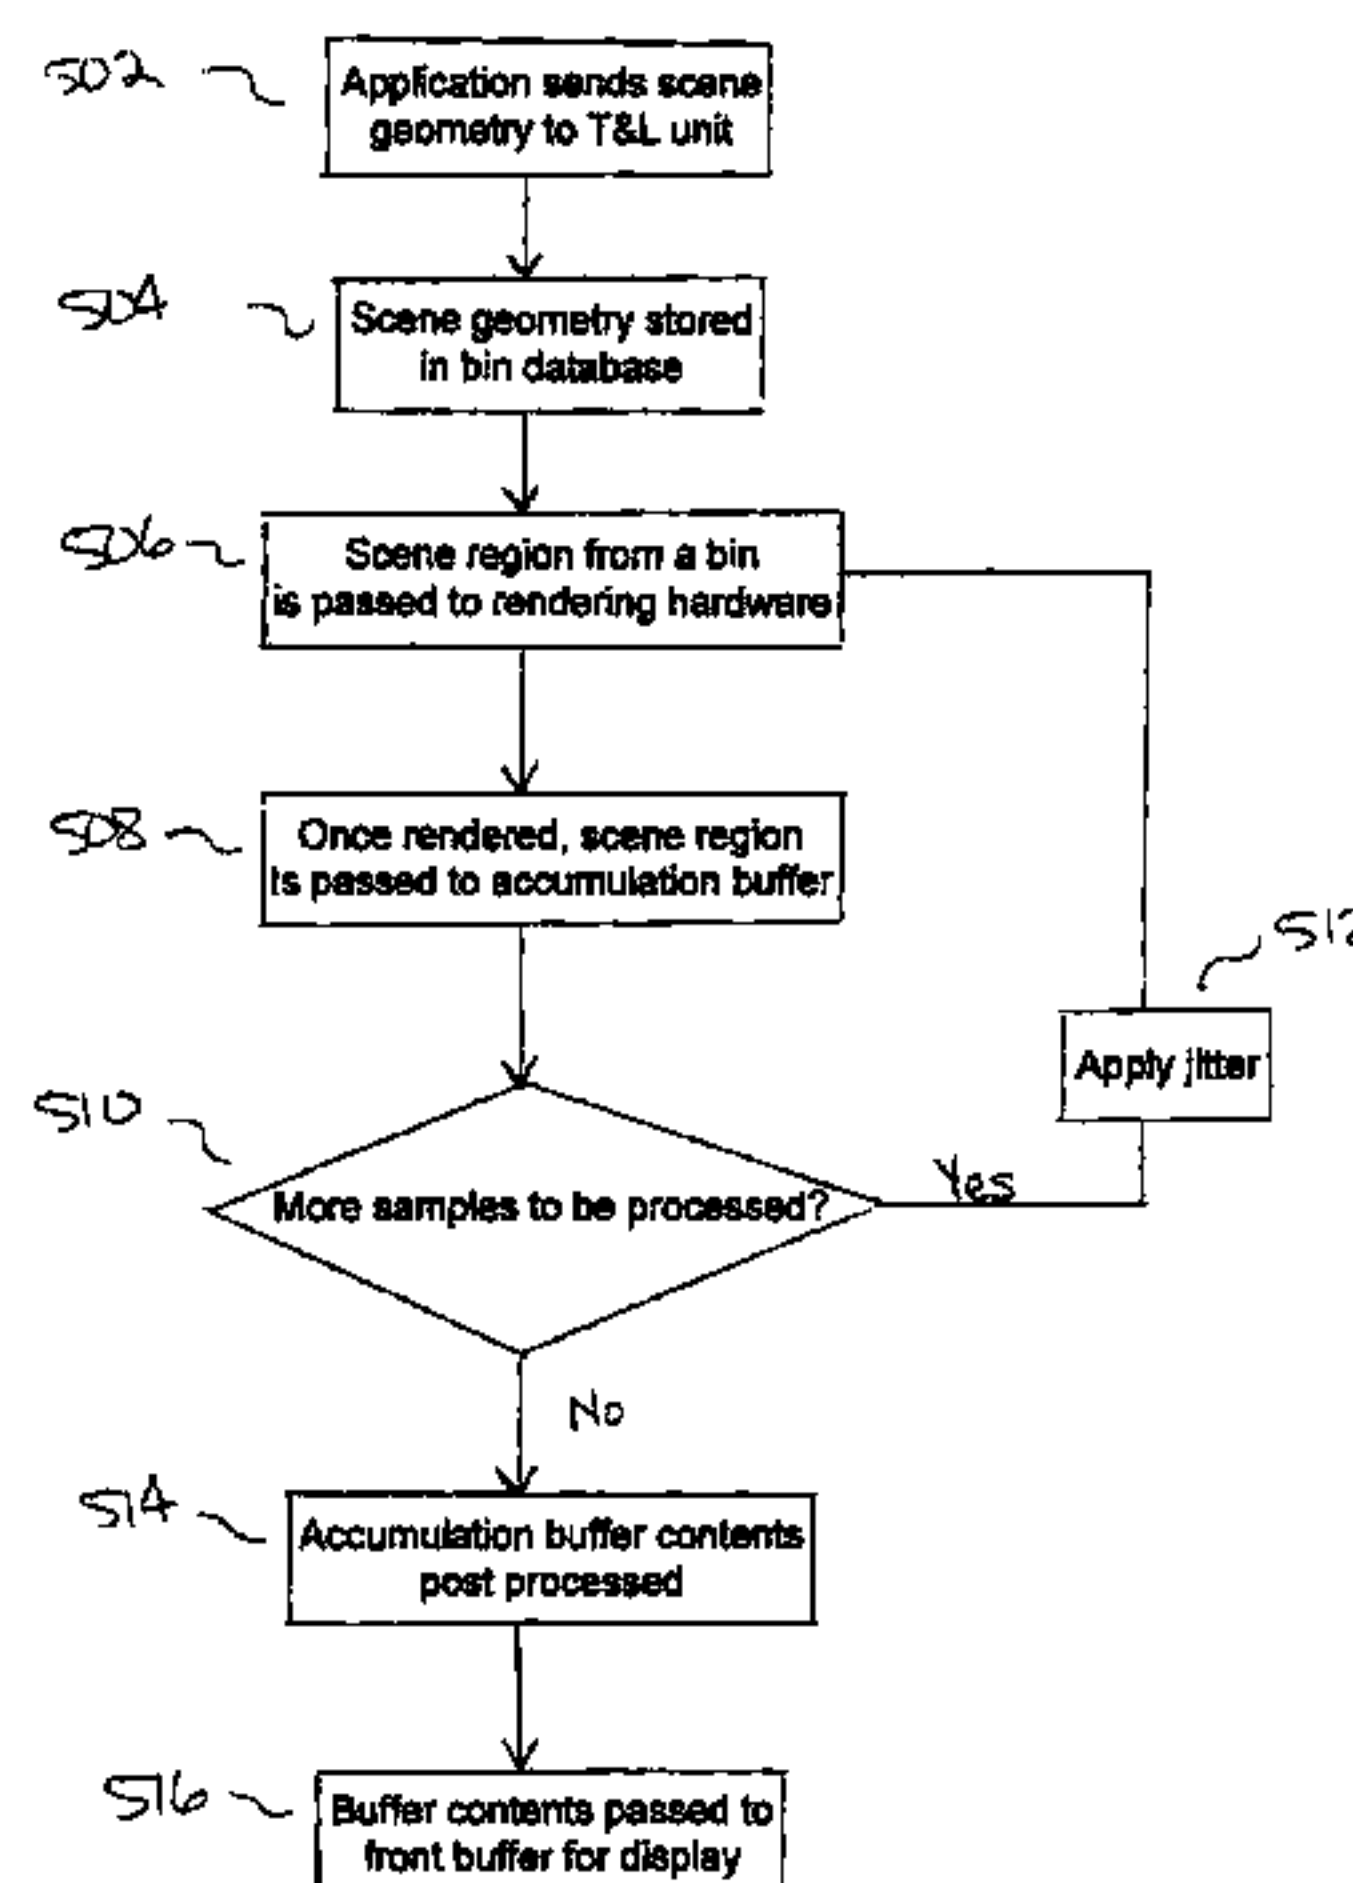 502
Application sends scene
geometry to T&L unit
504
Scene geometry stored
in bin database
506
Scene region from a bin
is passed to rendering hardware
508
Once rendered, scene region
is passed to accumulation buffer
512
Apply jitter
510
More samples to be processed?
Yes
No
514
Accumulation buffer contents
post processed
516
Buffer contents passed to
front buffer for display